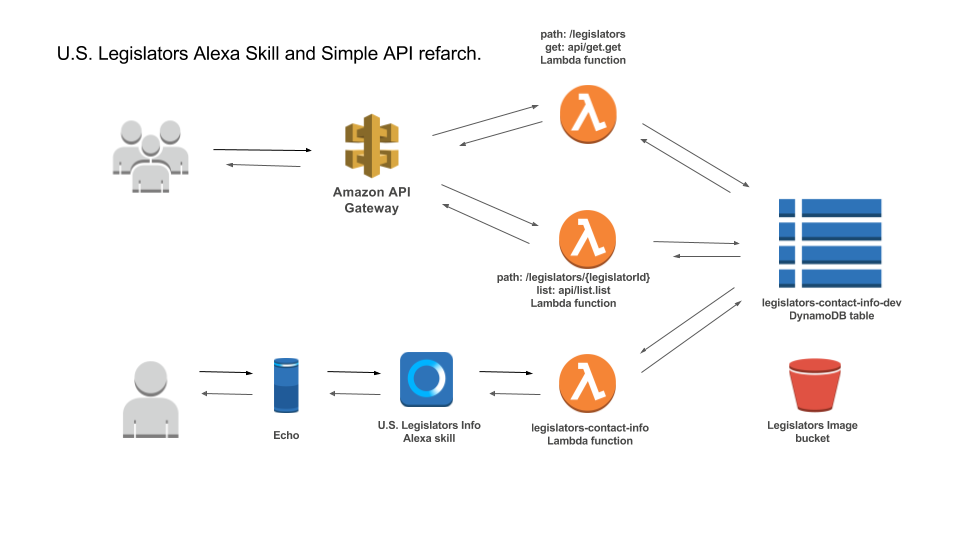 U.S. Legislators Alexa Skill and Simple API refarch.
path: /legislators
get: api/get.get
Lambda function
Amazon API
Gateway
path: /legislators/{legislatorId}
list: api/list.list
Lambda function
legislators-contact-info-dev
DynamoDB table
Echo
U.S. Legislators Info
Alexa skill
legislators-contact-info
Lambda function
Legislators Image
bucket